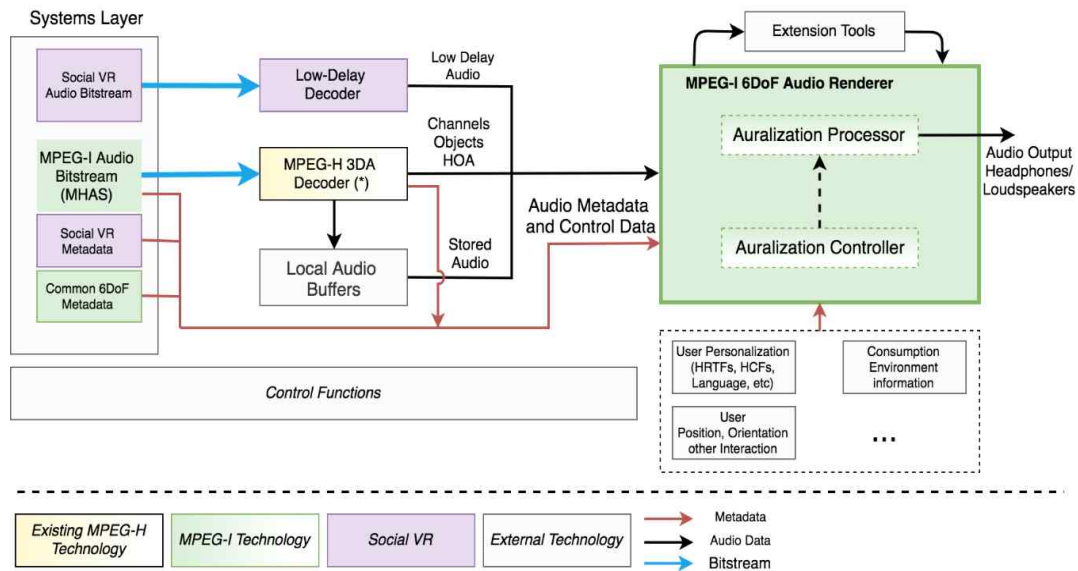 Systems Layer
Social VR
Audio Bitstream
MPEG-I Audio
Bitstream
(MHAS)
Social VR
Metadata
Common 6DoF
Metadata
Low-Delay
Decoder
MPEG-H 3DA
Decoder (*)
Local Audio
Buffers
Low Delay
Audio
Channels
Objects
HOA
Stored
Audio
Audio Metadata
and Control Data
Extension Tools
MPEG-I 6DoF Audio Renderer
Auralization Processor
Auralization Controller
Audio Output
Headphones/
Loudspeakers
User Personalization
(HRTFs, HCFs,
Language, etc)
Consumption
Environment
information
User
Position, Orientation
other Interaction
...
Control Functions
Existing MPEG-H
Technology
MPEG-I Technology
Social VR
External Technology
Metadata
Audio Data
Bitstream